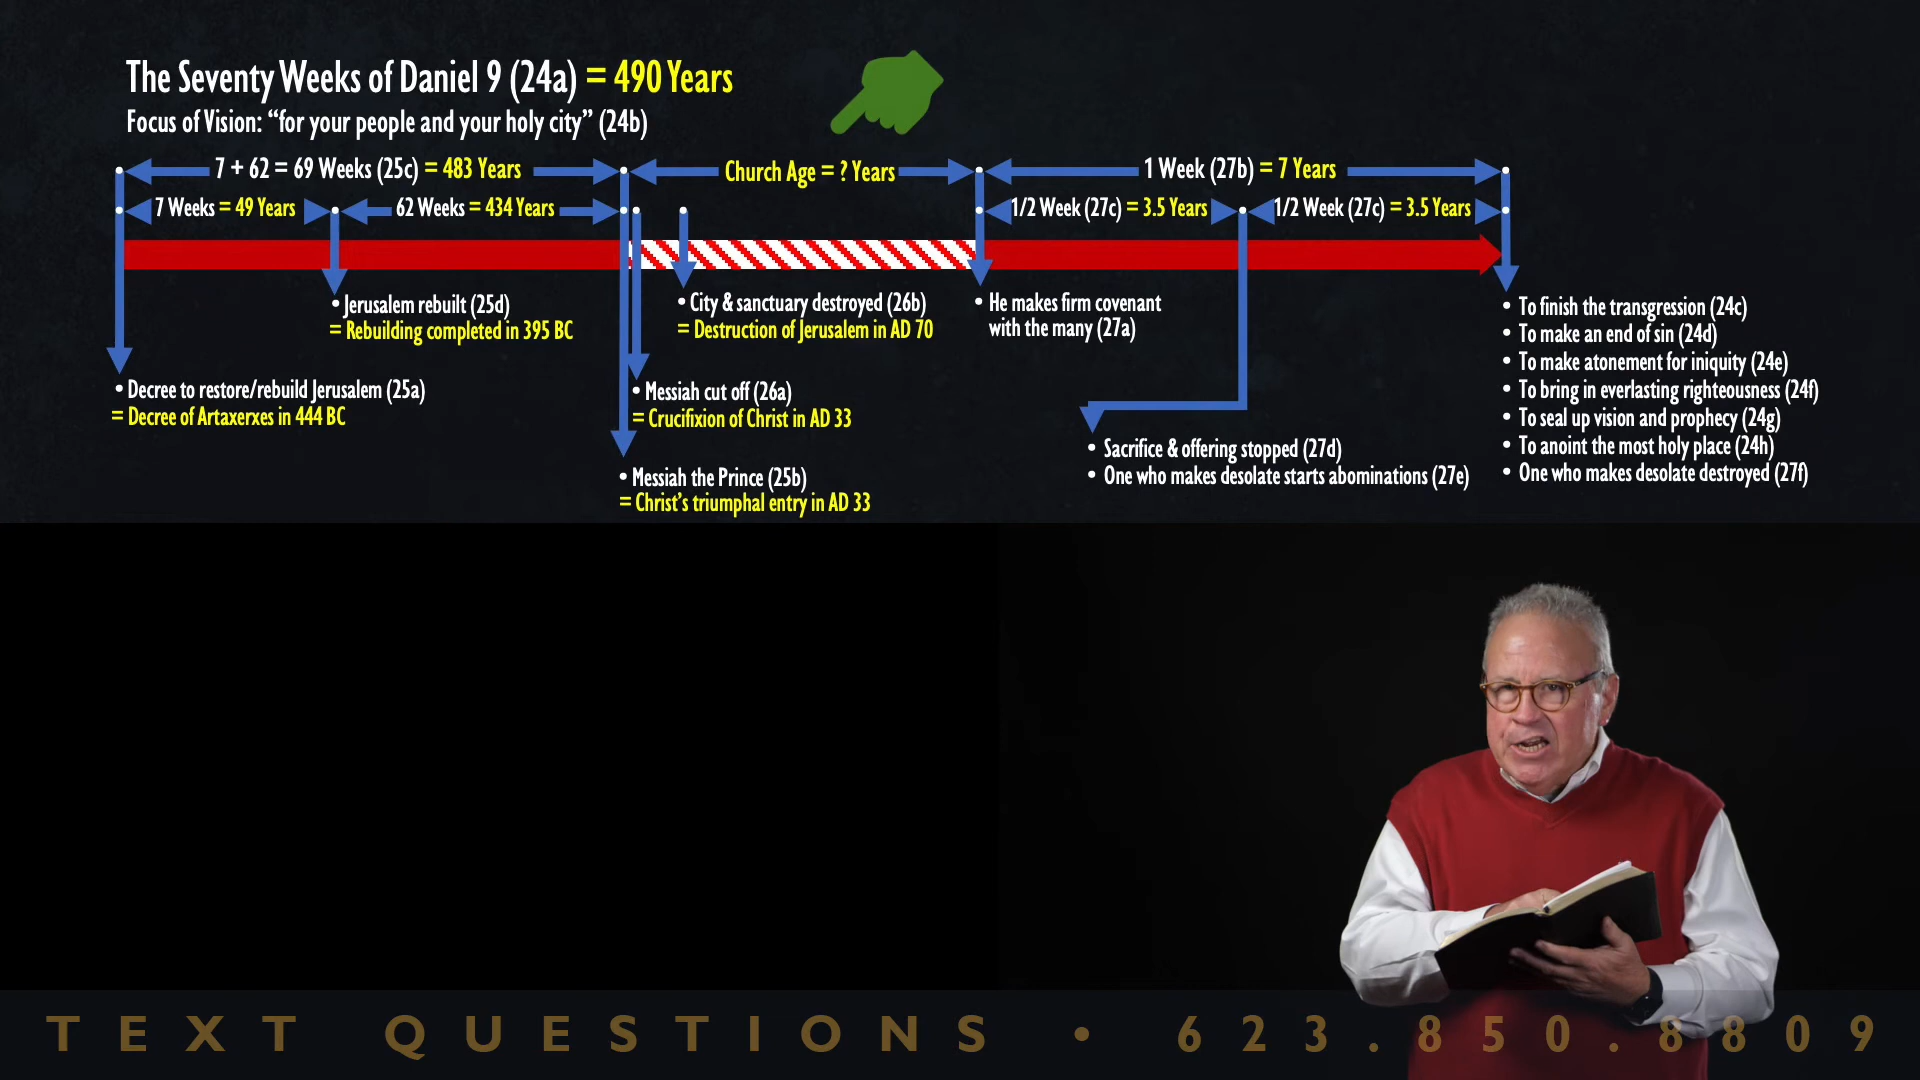 The Seventy Weeks of Daniel 9 (24a) = 490 Years
Focus of Vision: “for your people and your holy city” (24b)
7 + 62 = 69 Weeks (25c) = 483 Years
Church Age = ? Years
1 Week (27b) = 7 Years
7 Weeks = 49 Years
62 Weeks = 434 Years
1/2 Week (27c) = 3.5 Years
1/2 Week (27c) = 3.5 Years
• Decree to restore/rebuild Jerusalem (25a)
= Decree of Artaxerxes in 444 BC
• Jerusalem rebuilt (25d)
= Rebuilding completed in 395 BC
• Messiah the Prince (25b)
= Christ’s triumphal entry in AD 33
• Messiah cut off (26a)
= Crucifixion of Christ in AD 33
• City & sanctuary destroyed (26b)
= Destruction of Jerusalem in AD 70
• He makes firm covenant
with the many (27a)
• Sacrifice & offering stopped (27d)
• One who makes desolate starts abominations (27e)
• To finish the transgression (24c)
• To make an end of sin (24d)
• To make atonement for iniquity (24e)
• To bring in everlasting righteousness (24f)
• To seal up vision and prophecy (24g)
• To anoint the most holy place (24h)
• One who makes desolate destroyed (27f)
TEXT QUESTIONS • 623.850.8809